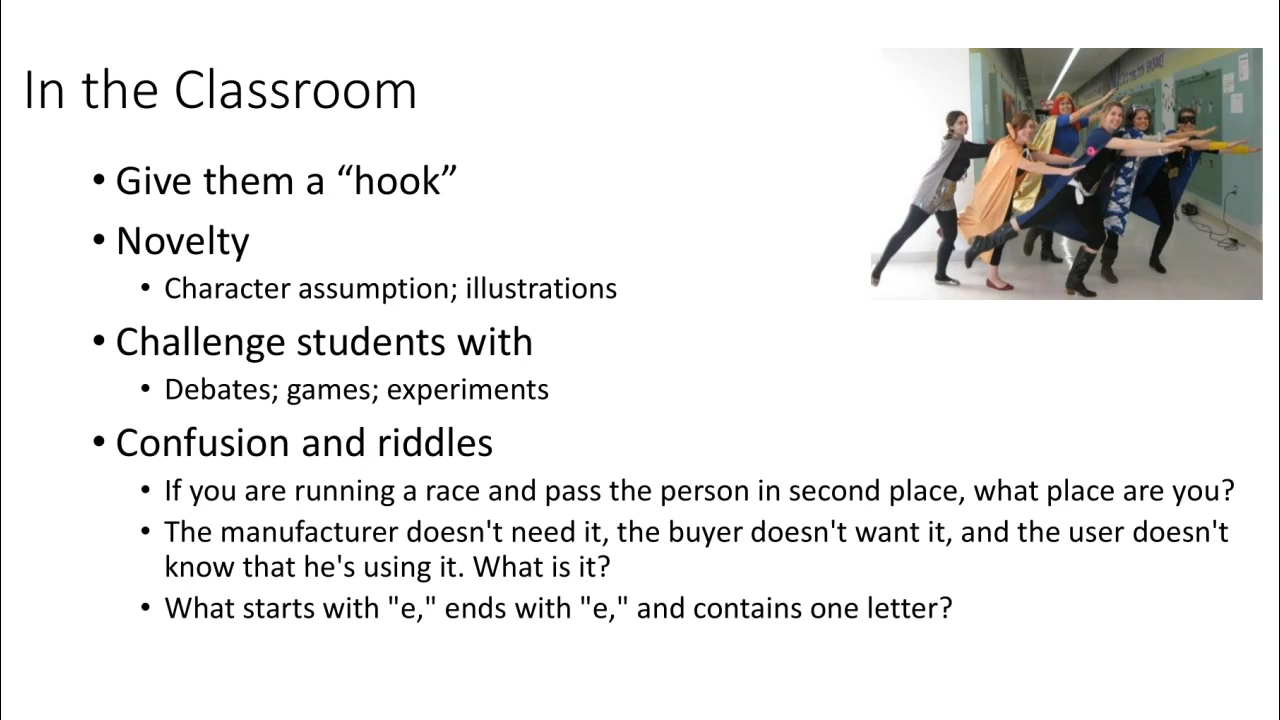 In the Classroom
• Give them a “hook”
• Novelty
• Character assumption; illustrations
• Challenge students with
• Debates; games; experiments
• Confusion and riddles
• If you are running a race and pass the person in second place, what place are you?
• The manufacturer doesn't need it, the buyer doesn't want it, and the user doesn't
know that he's using it. What is it?
• What starts with "e," ends with "e," and contains one letter?